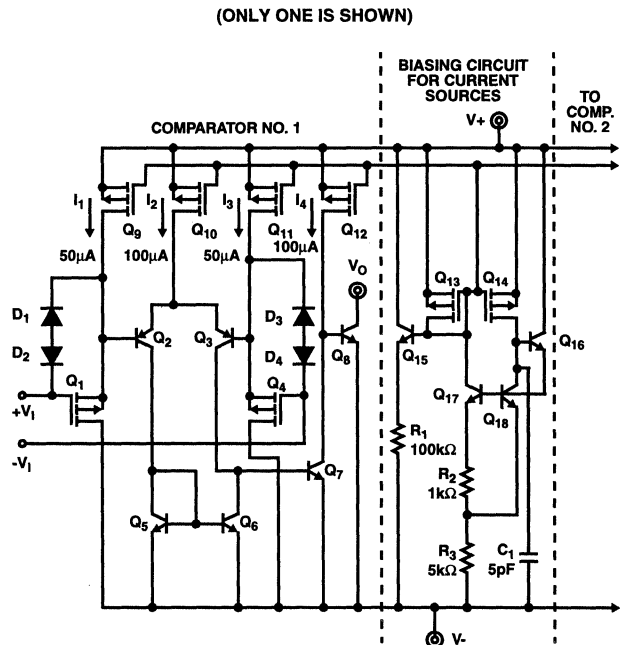 (ONLY ONE IS SHOWN)
BIASING CIRCUIT
FOR CURRENT
SOURCES
TO
COMP.
NO. 2
V+
COMPARATOR NO. 1
I1
I2
I3
I4
Q9
Q10
Q11
Q12
50μA
100μA
50μA
100μA
VO
Q13
Q14
D1
D3
D2
Q2
Q3
D4
Q8
Q15
Q16
Q1
Q4
Q17
Q18
+VI
R1
100kΩ
-VI
Q7
R2
1kΩ
Q5
Q6
R3
5kΩ
C1
5pF
V-